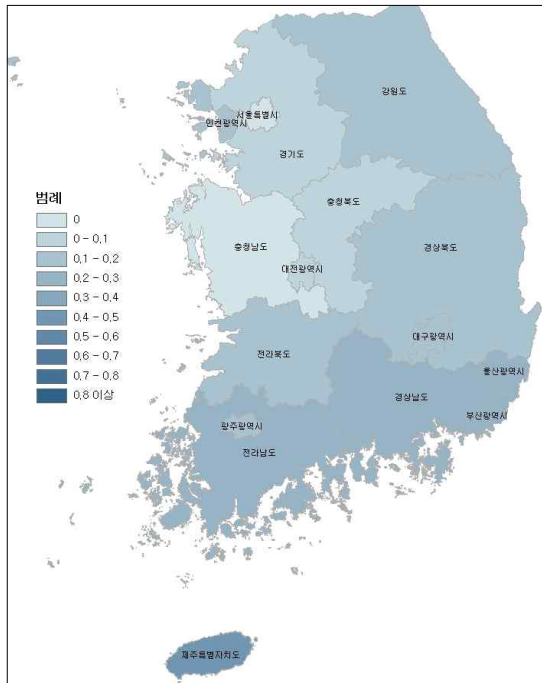 강원도
서울특별시
인천광역시
경기도
충청북도
범례
0
0 - 0,1
0,1 - 0,2
0,2 - 0,3
0,3 - 0,4
0,4 - 0,5
0,5 - 0,6
0,6 - 0,7
0,7 - 0,8
0,8 이상
충청남도
대전광역시
경상북도
대구광역시
전라북도
울산광역시
경상남도
부산광역시
광주광역시
전라남도
제주특별자치도